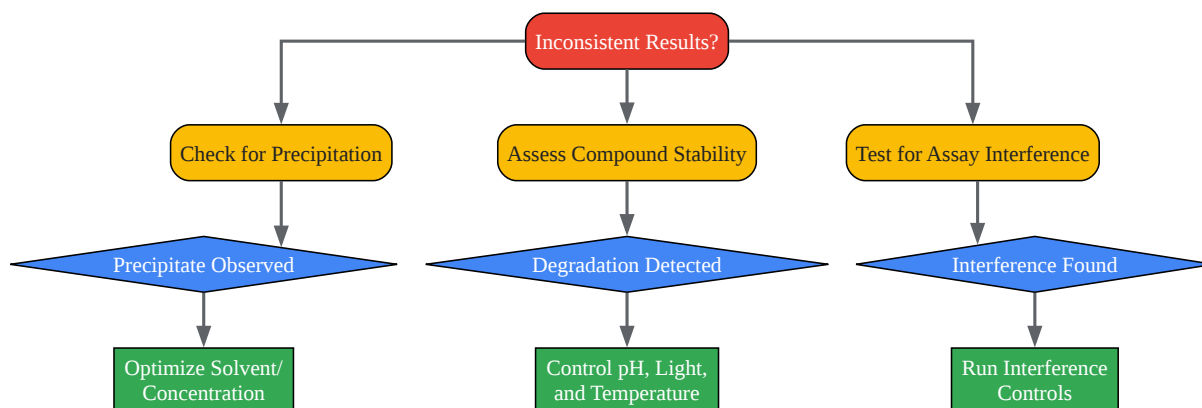 Inconsistent Results?
Check for Precipitation
Assess Compound Stability
Test for Assay Interference
Precipitate Observed
Degradation Detected
Interference Found
Optimize Solvent/
Concentration
Control pH, Light,
and Temperature
Run Interference
Controls